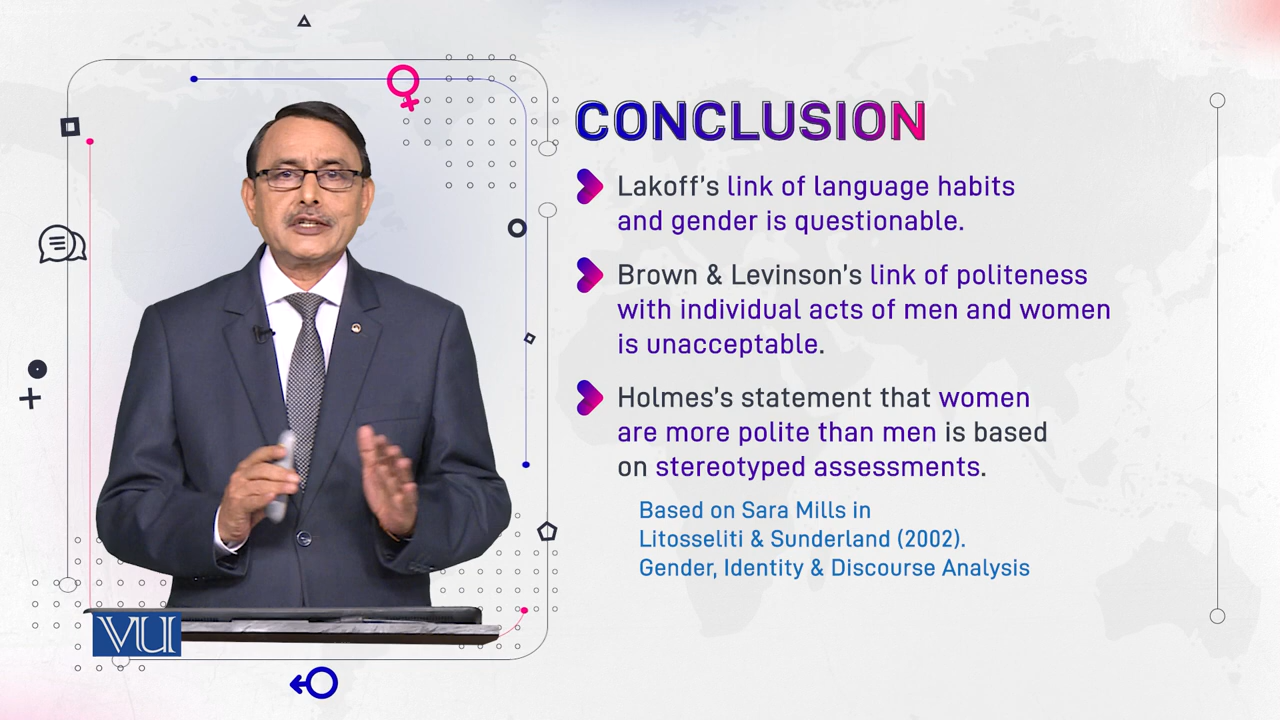 CONCLUSION
Lakoff's link of language habits
and gender is questionable.
Brown & Levinson's link of politeness
with individual acts of men and women
is unacceptable.
Holmes's statement that women
are more polite than men is based
on stereotyped assessments.
Based on Sara Mills in
Litosseliti & Sunderland (2002).
Gender, Identity & Discourse Analysis
VU